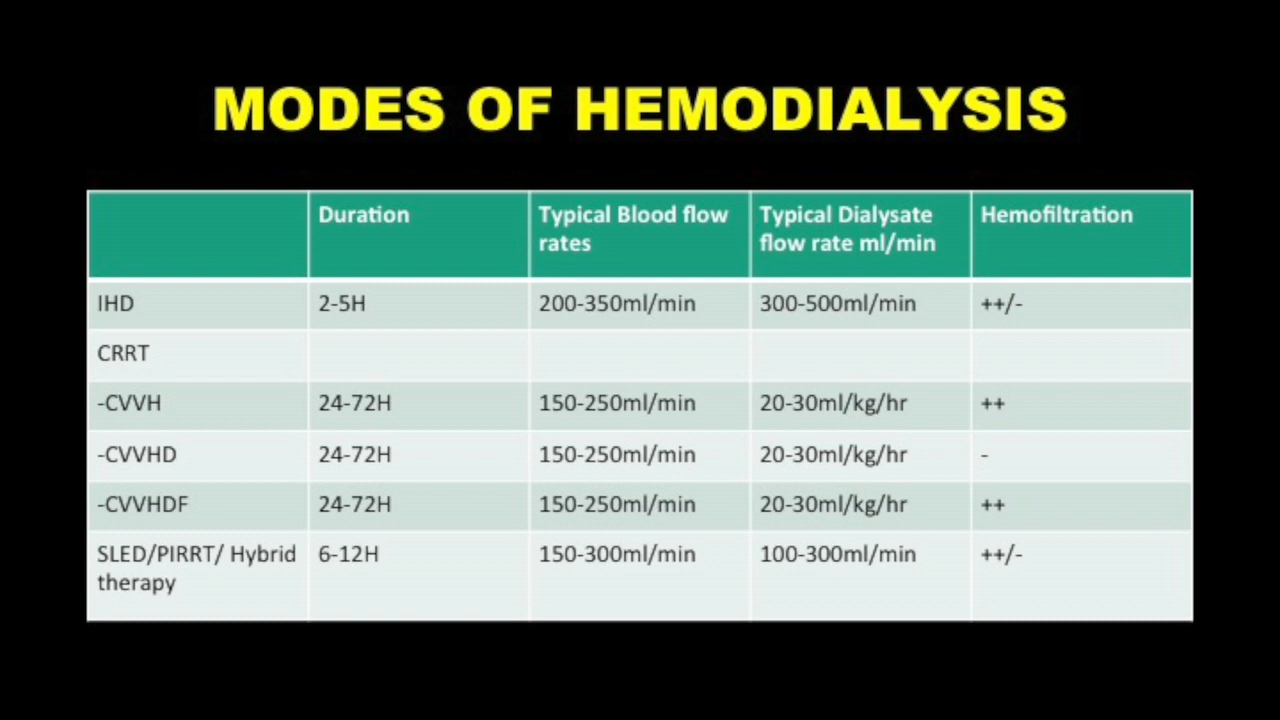 MODES OF HEMODIALYSIS
Duration
Typical Blood flow
rates
Typical Dialysate
flow rate ml/min
Hemofiltration
IHD 2-5H 200-350ml/min 300-500ml/min ++/-
CRRT
-CVVH 24-72H 150-250ml/min 20-30ml/kg/hr ++
-CVVHD 24-72H 150-250ml/min 20-30ml/kg/hr -
-CVVHDF 24-72H 150-250ml/min 20-30ml/kg/hr ++
SLED/PIRRT/ Hybrid 6-12H 150-300ml/min 100-300ml/min ++/-
therapy